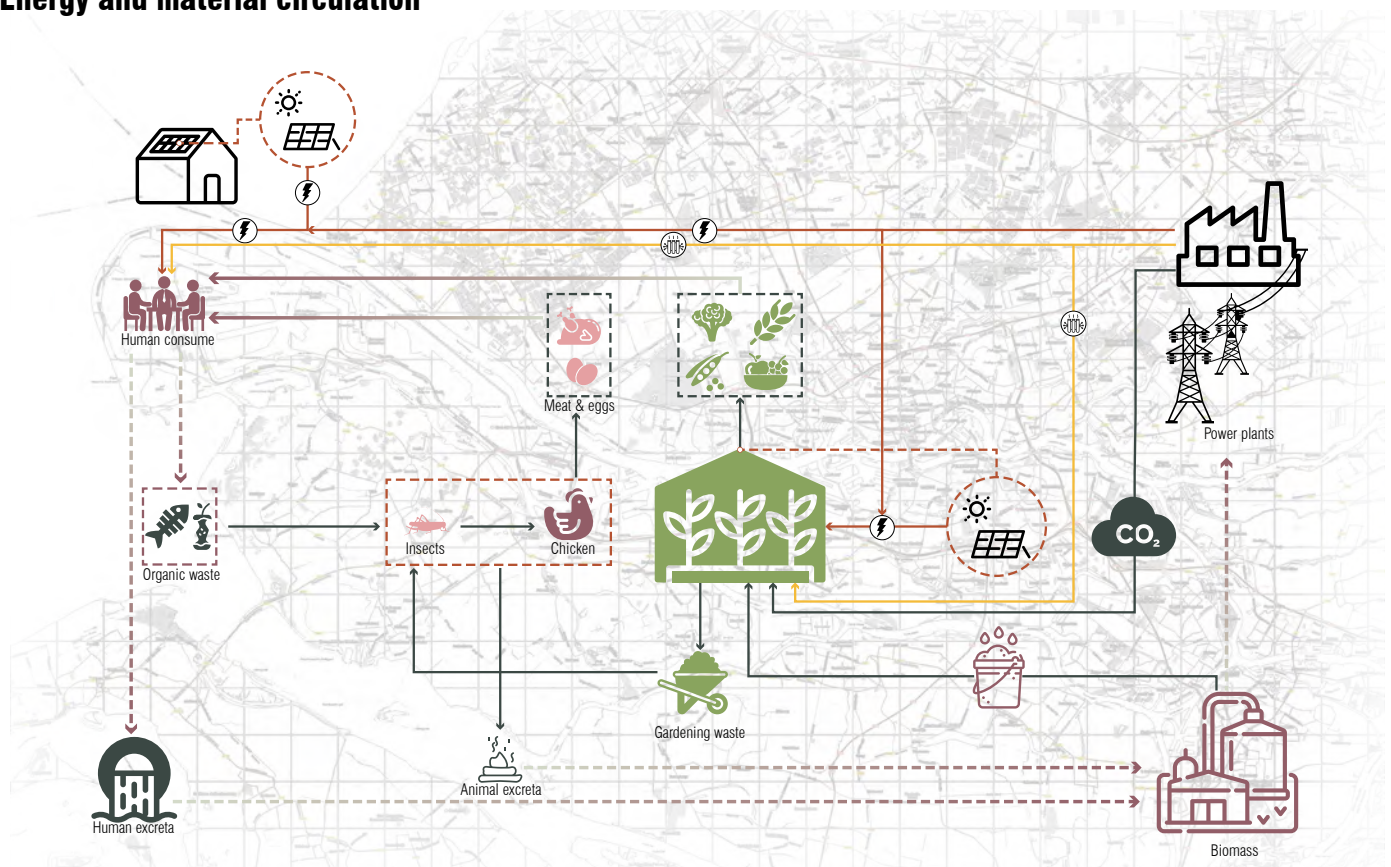 Energy and material circulation
Human consume
Meat & eggs
Power plants
Insects
Chicken
CO₂
Organic waste
Gardening waste
Animal excreta
Human excreta
Biomass